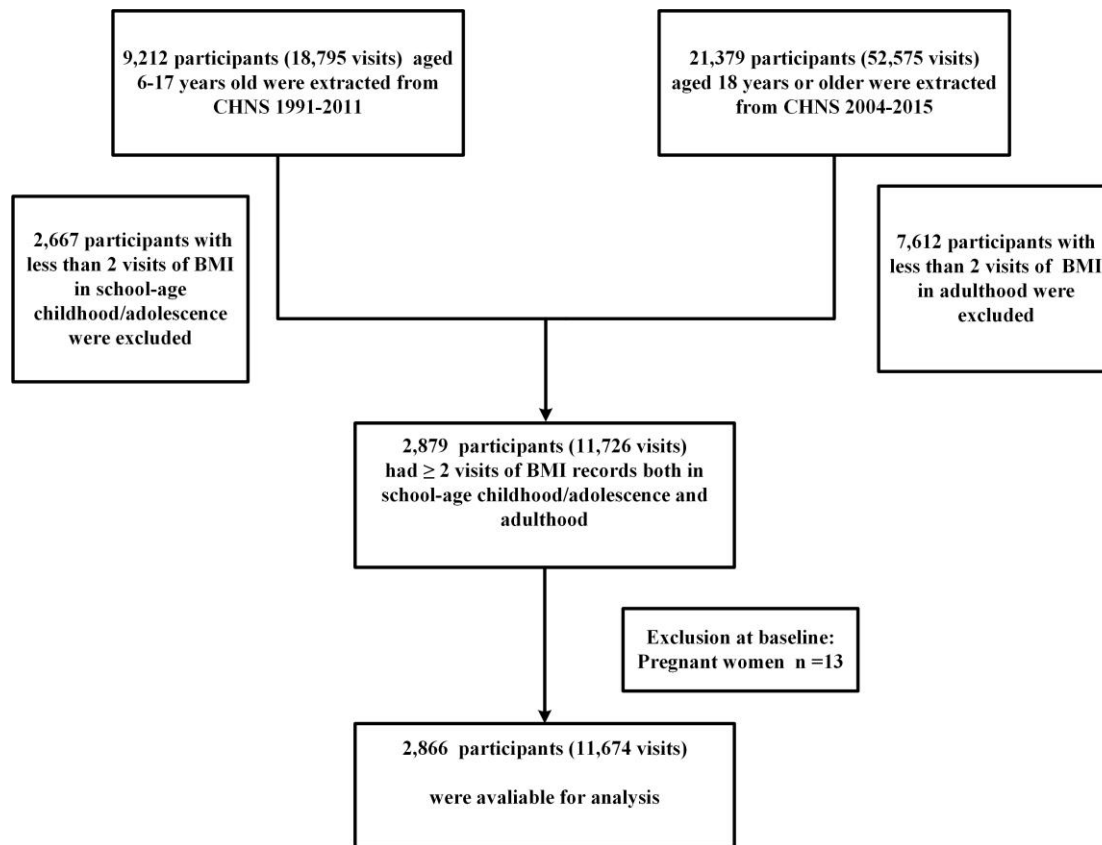 9,212 participants (18,795 visits) aged
6-17 years old were extracted from
CHNS 1991-2011
21,379 participants (52,575 visits)
aged 18 years or older were extracted
from CHNS 2004-2015
2,667 participants with
less than 2 visits of BMI
in school-age
childhood/adolescence
were excluded
7,612 participants with
less than 2 visits of BMI
in adulthood were
excluded
2,879 participants (11,726 visits)
had ≥ 2 visits of BMI records both in
school-age childhood/adolescence and
adulthood
Exclusion at baseline:
Pregnant women n =13
2,866 participants (11,674 visits)
were avaliable for analysis